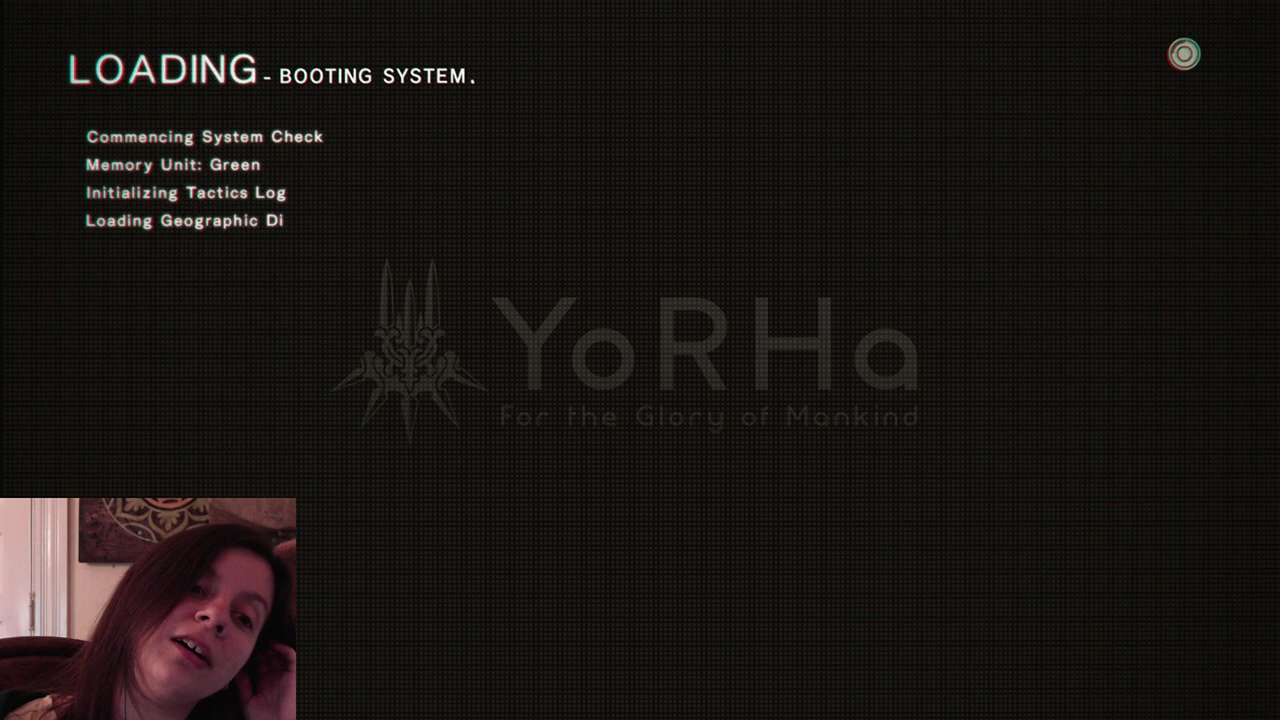 LOADING - BOOTING SYSTEM.
Commencing System Check
Memory Unit: Green
Initializing Tactics Log
Loading Geographic Di
YoRHa
For the Glory of Mankind